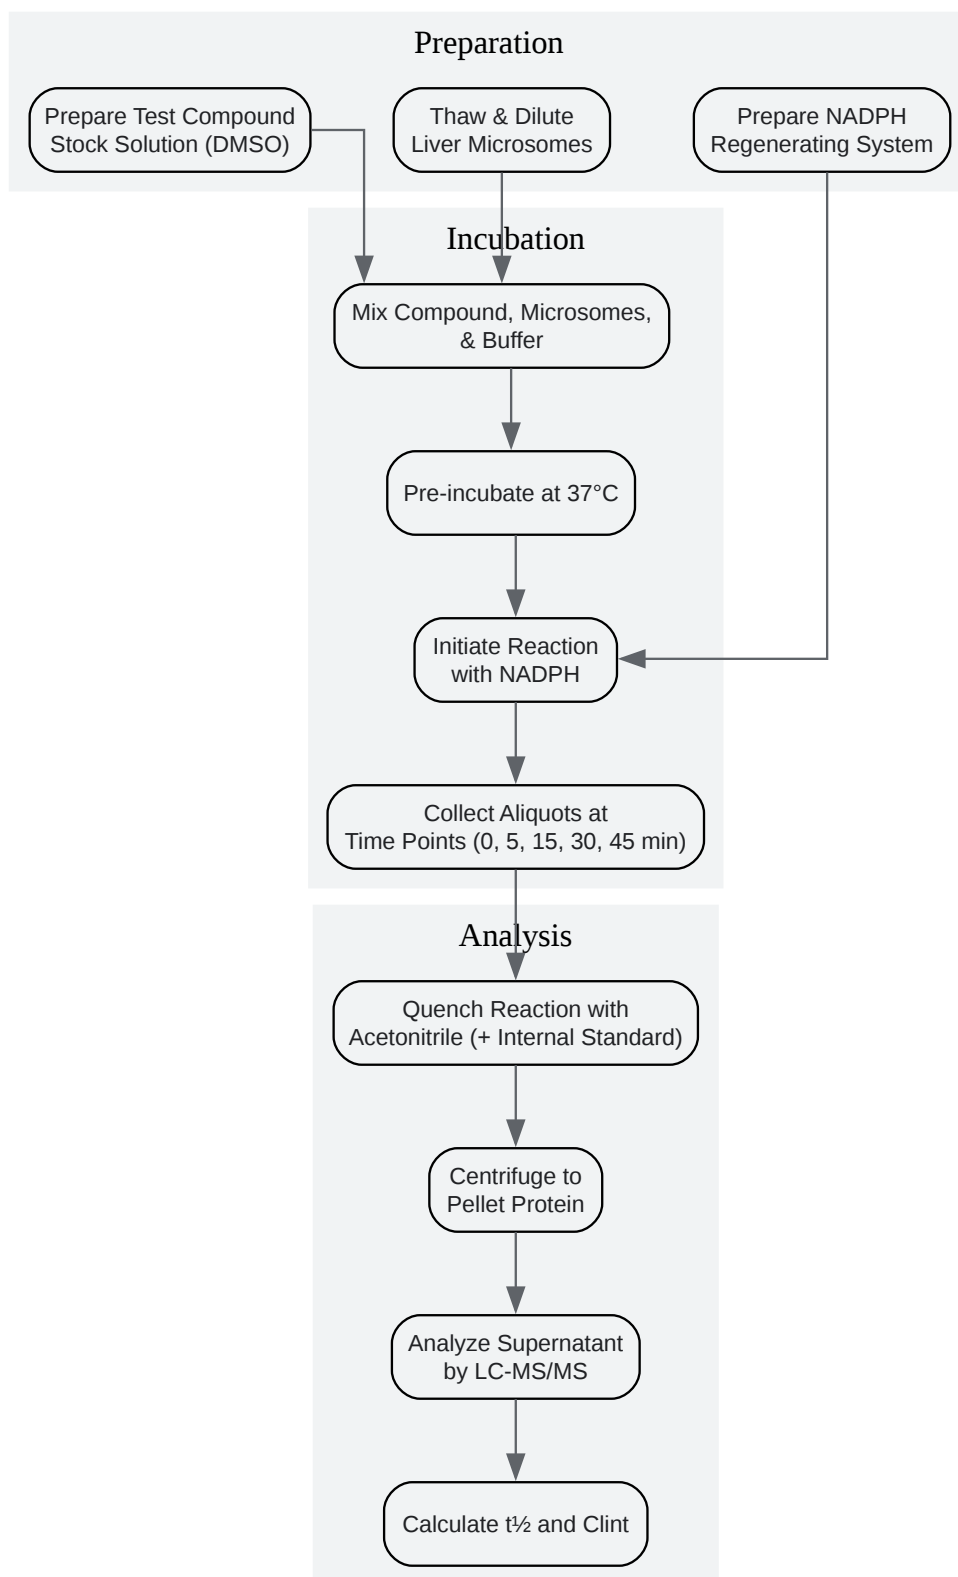 Preparation
Prepare Test Compound
Stock Solution (DMSO)
Thaw & Dilute
Liver Microsomes
Prepare NADPH
Regenerating System
Incubation
Mix Compound, Microsomes,
& Buffer
Pre-incubate at 37°C
Initiate Reaction
with NADPH
Collect Aliquots at
Time Points (0, 5, 15, 30, 45 min)
Analysis
Quench Reaction with
Acetonitrile (+ Internal Standard)
Centrifuge to
Pellet Protein
Analyze Supernatant
by LC-MS/MS
Calculate t½ and Clint